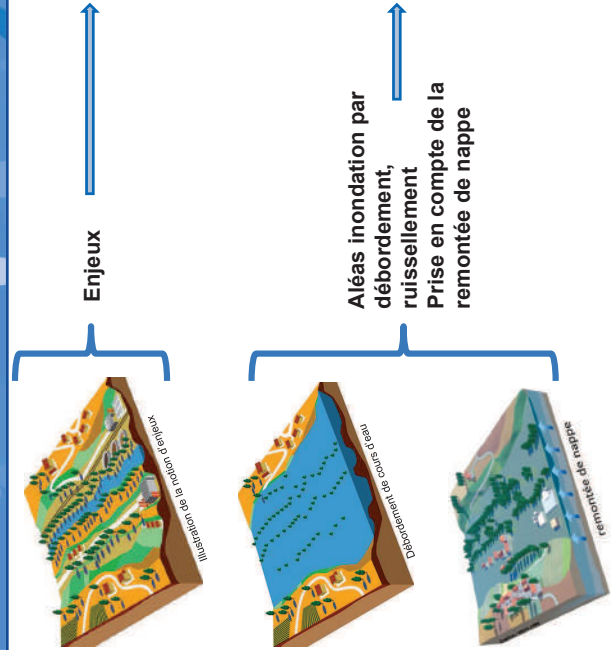 Enjeux
Illustration de la notion d'enjeux
Aléas inondation par
débordement,
ruissellement
Prise en compte de la
remontée de nappe
Débordement de cours d'eau
remontée de nappe